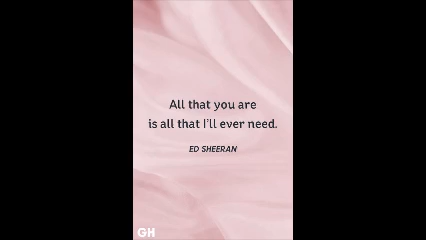 All that you are
is all that I'll ever need.
ED SHEERAN
GH